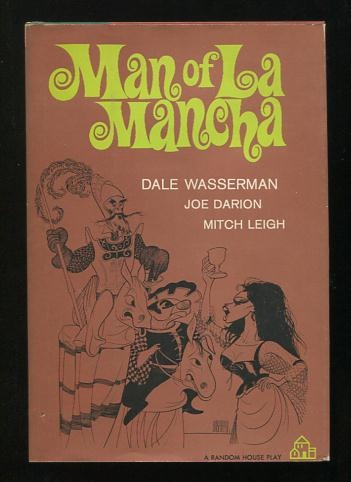 Man of La
Mancha
DALE WASSERMAN
JOE DARION
MITCH LEIGH
A RANDOM HOUSE PLAY